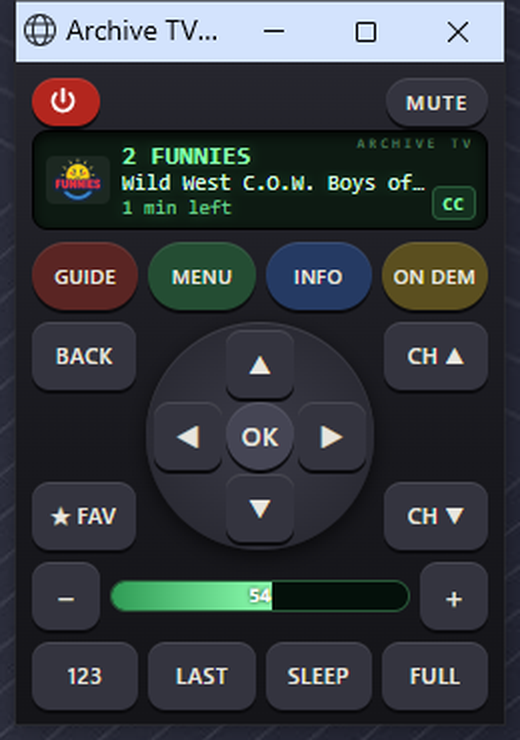 Archive TV...
MUTE
ARCHIVE TV
2 FUNNIES
FUNNIES
Wild West C.O.W. Boys of…
1 min left
CC
GUIDE MENU INFO ON DEM
BACK
CH ▲
▲
◀ OK ▶
▼
★ FAV
CH ▼
− 54 +
123 LAST SLEEP FULL